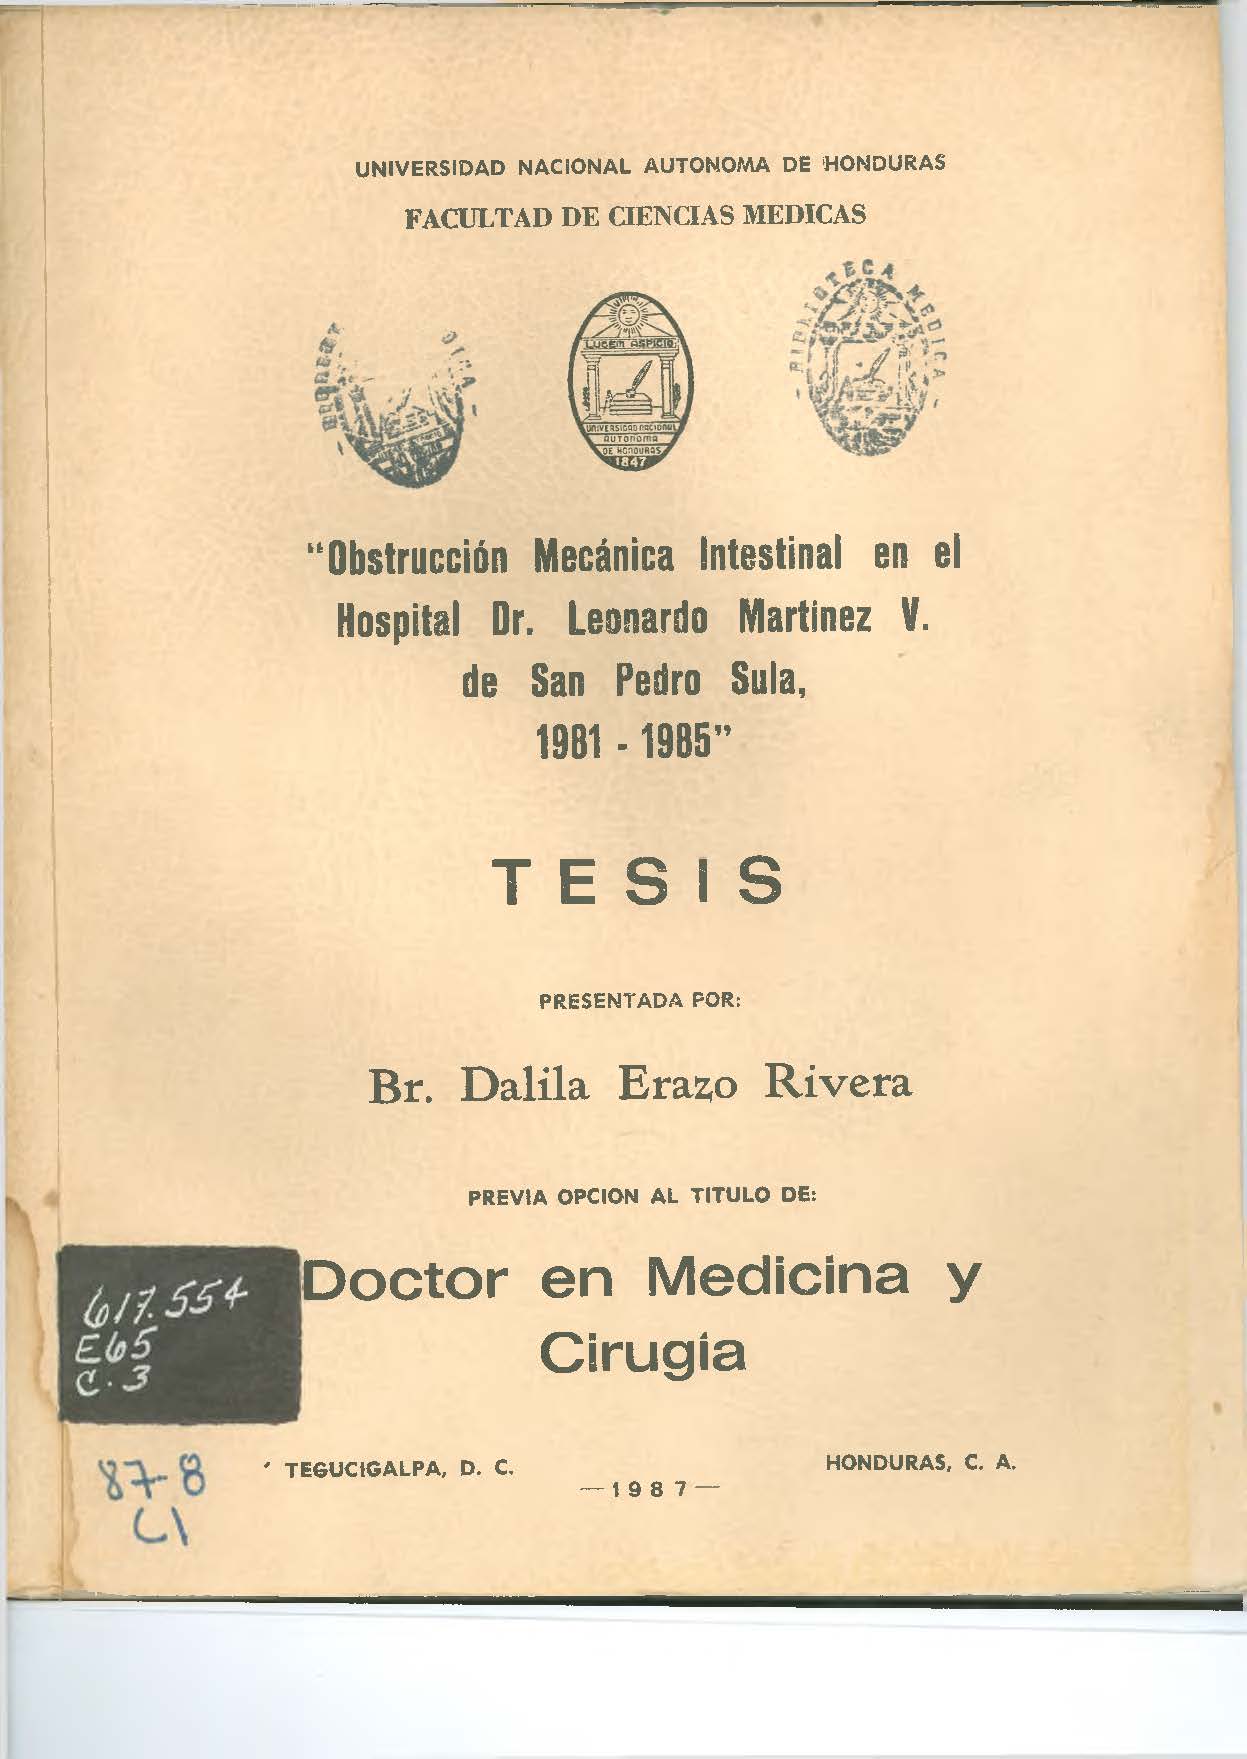 UNIVERSIDAD NACIONAL AUTONOMA DE HONDURAS
FACULTAD DE CIENCIAS MEDICAS
BIBLIOTECA MEDICA
LUCEM ASPICIO
UNIVERSIDAD NACIONAL
AUTONOMA
DE HONDURAS
1847
"Obstrucción Mecánica Intestinal en el
Hospital Dr. Leonardo Martinez V.
de San Pedro Sula,
1981 - 1985"
TESIS
PRESENTADA POR:
Br. Dalila Erazo Rivera
PREVIA OPCION AL TITULO DE:
Doctor en Medicina y
Cirugía
617.554
E65
C.3
87-8
C1
TEGUCIGALPA, D. C.
HONDURAS, C. A.
—1987—